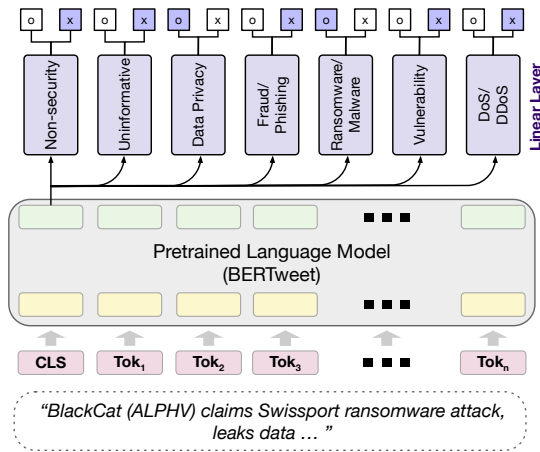 o x o x o x o x o x o x o x
Non-security
Uninformative
Data Privacy
Fraud/
Phishing
Ransomware/
Malware
Vulnerability
DoS/
DDoS
Linear Layer
Pretrained Language Model
(BERTweet)
CLS Tok1 Tok2 Tok3 Tokn
“BlackCat (ALPHV) claims Swissport ransomware attack,
leaks data … ”